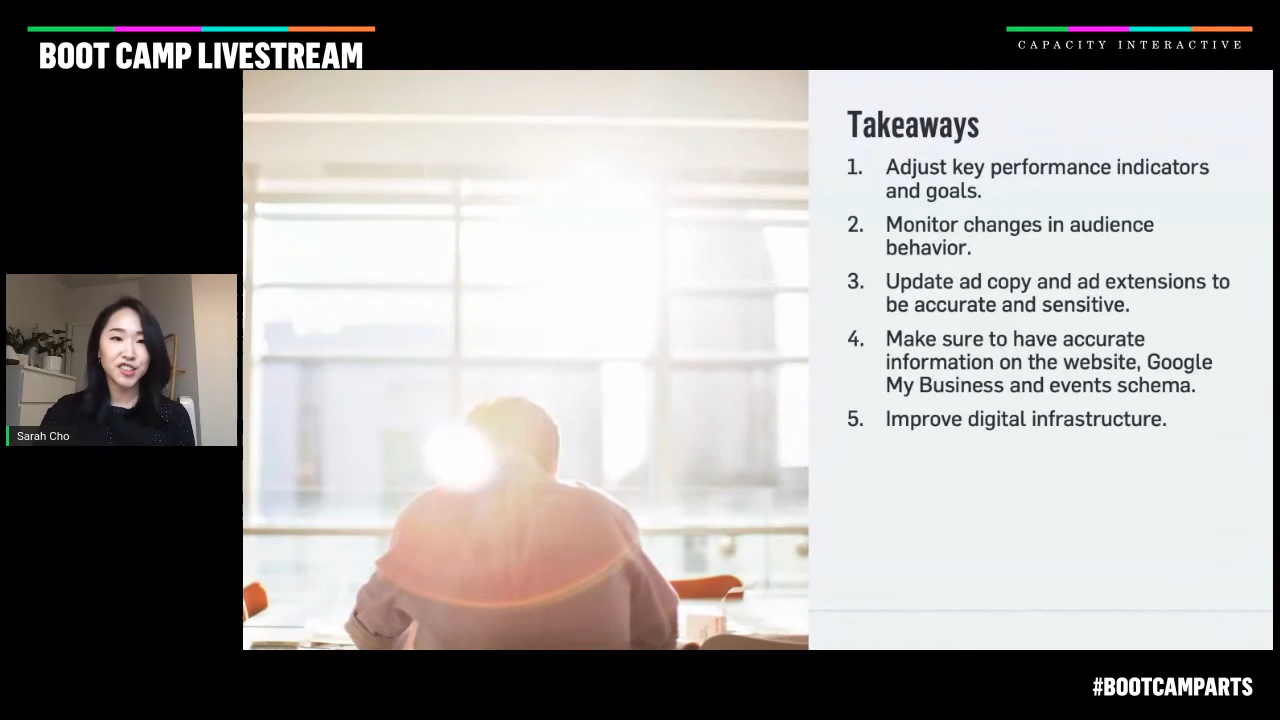 BOOT CAMP LIVESTREAM
CAPACITY INTERACTIVE
Takeaways
1. Adjust key performance indicators
and goals.
2. Monitor changes in audience
behavior.
3. Update ad copy and ad extensions to
be accurate and sensitive.
4. Make sure to have accurate
information on the website, Google
My Business and events schema.
5. Improve digital infrastructure.
Sarah Cho
#BOOTCAMPARTS